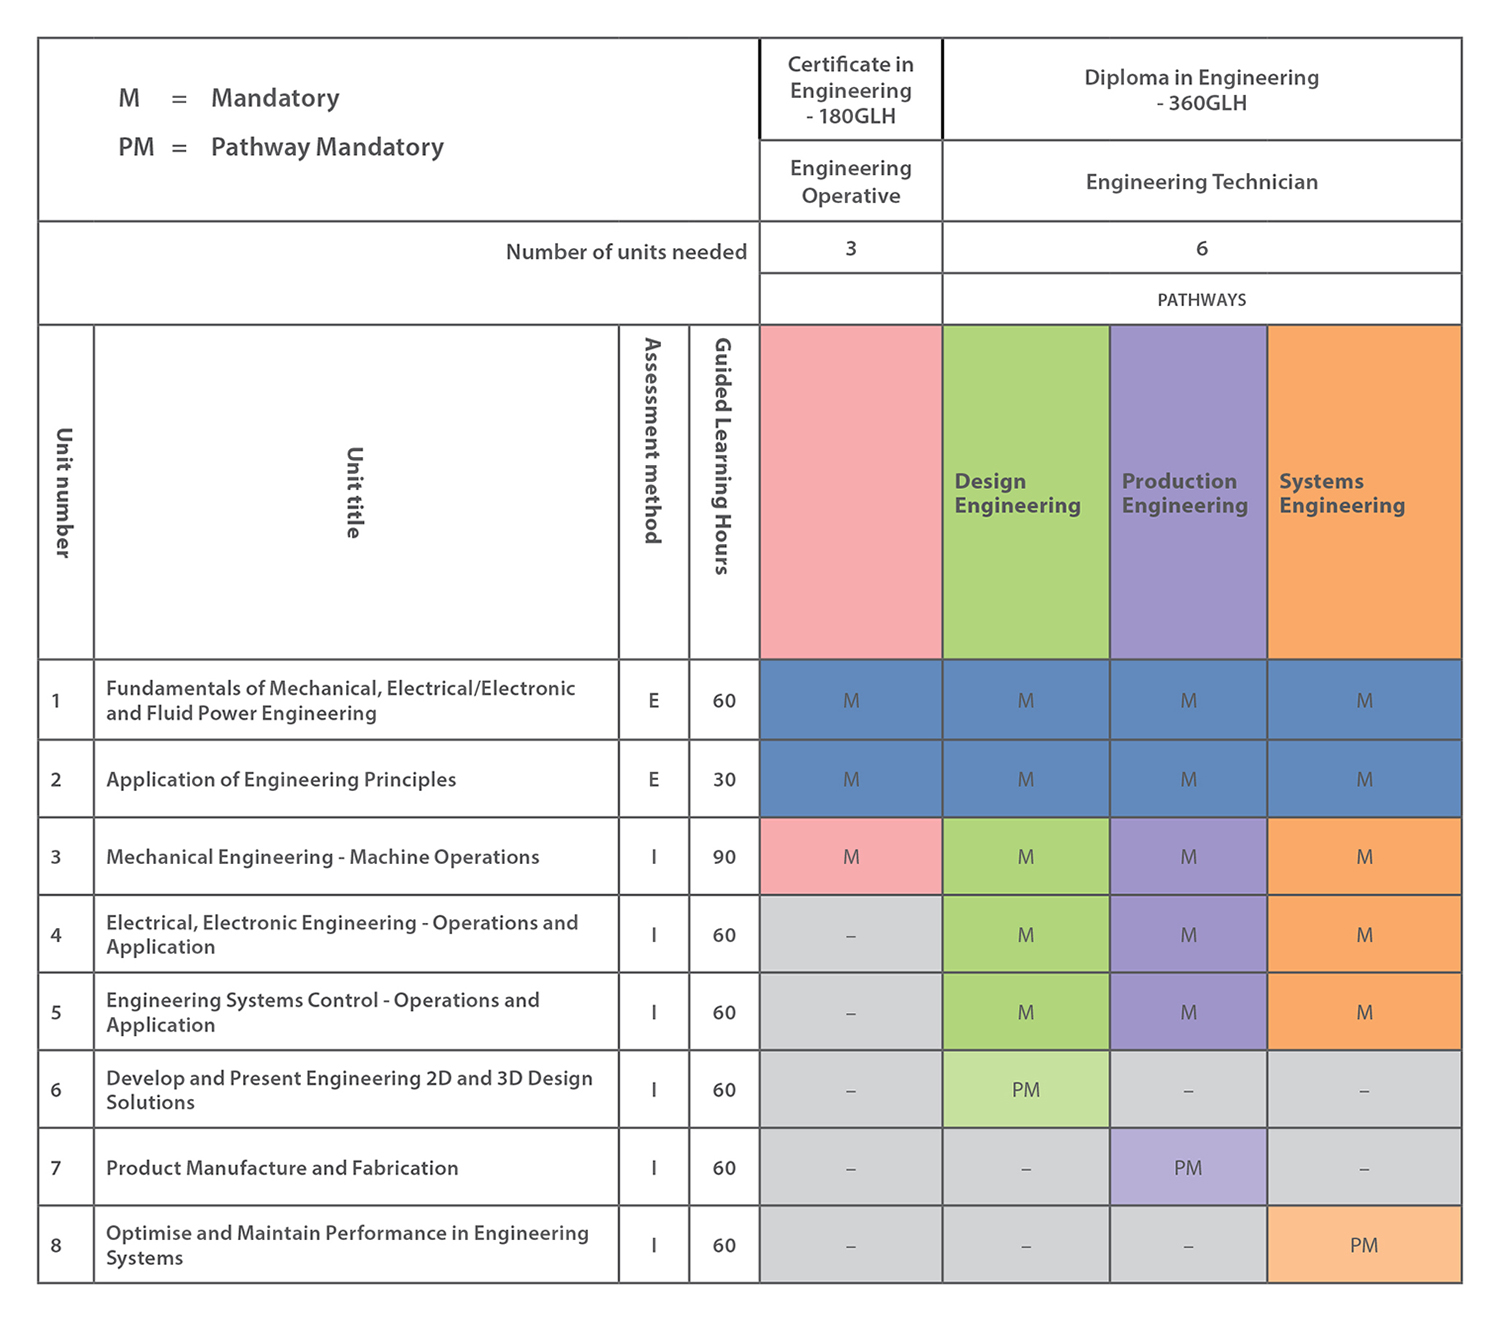 M = Mandatory
PM = Pathway Mandatory
Certificate in
Engineering
- 180GLH
Diploma in Engineering
- 360GLH
Engineering
Operative
Engineering Technician
Number of units needed
3
6
PATHWAYS
Unit number
Unit title
Assessment method
Guided Learning Hours
Design
Engineering
Production
Engineering
Systems
Engineering
1
Fundamentals of Mechanical, Electrical/Electronic
and Fluid Power Engineering
E 60 M M M M
2 Application of Engineering Principles E 30 M M M M
3 Mechanical Engineering - Machine Operations I 90 M M M M
4
Electrical, Electronic Engineering - Operations and
Application
I 60 – M M M
5
Engineering Systems Control - Operations and
Application
I 60 – M M M
6
Develop and Present Engineering 2D and 3D Design
Solutions
I 60 – PM – –
7 Product Manufacture and Fabrication I 60 – – PM –
8
Optimise and Maintain Performance in Engineering
Systems
I 60 – – – PM